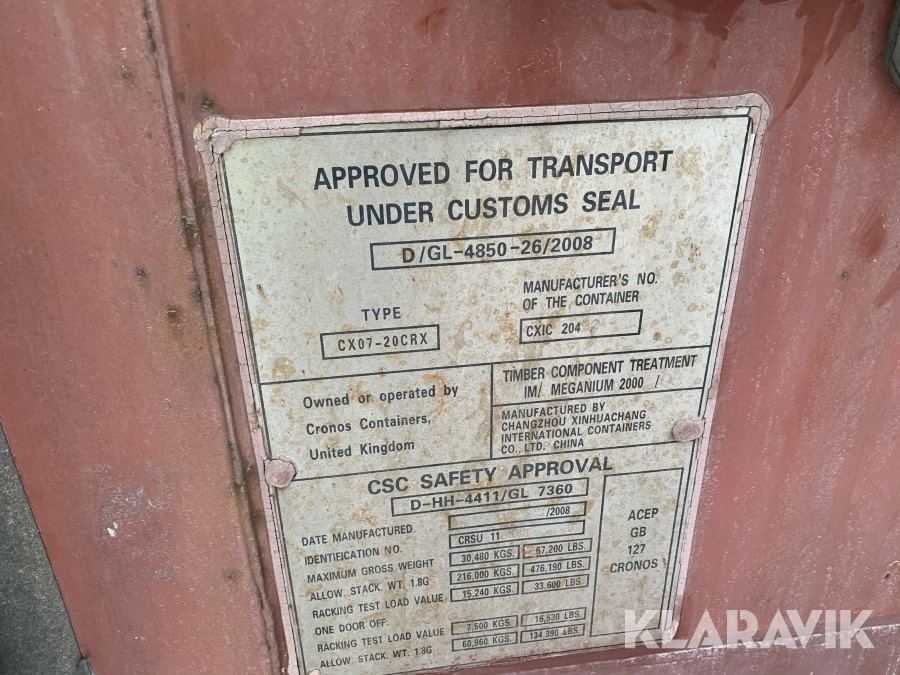 APPROVED FOR TRANSPORT
UNDER CUSTOMS SEAL
D/GL-4850-26/2008
TYPE
CX07-20CRX
MANUFACTURER'S NO.
OF THE CONTAINER
CXIC 204
Owned or operated by
Cronos Containers,
United Kingdom
TIMBER COMPONENT TREATMENT
IM/ MEGANIUM 2000 /
MANUFACTURED BY
CHANGZHOU XINHUACHANG
INTERNATIONAL CONTAINERS
CO., LTD. CHINA
CSC SAFETY APPROVAL
D-HH-4411/GL 7360
DATE MANUFACTURED /2008
IDENTIFICATION NO. CRSU 11
MAXIMUM GROSS WEIGHT 30,480 KGS. 67,200 LBS.
ALLOW. STACK. WT. 1.8G 216,000 KGS. 476,190 LBS.
RACKING TEST LOAD VALUE 15,240 KGS. 33,600 LBS.
ONE DOOR OFF:
RACKING TEST LOAD VALUE 7,500 KGS. 16,530 LBS.
ALLOW. STACK. WT. 1.8G 60,960 KGS. 134,390 LBS.
ACEP
GB
127
CRONOS
KLARAVIK